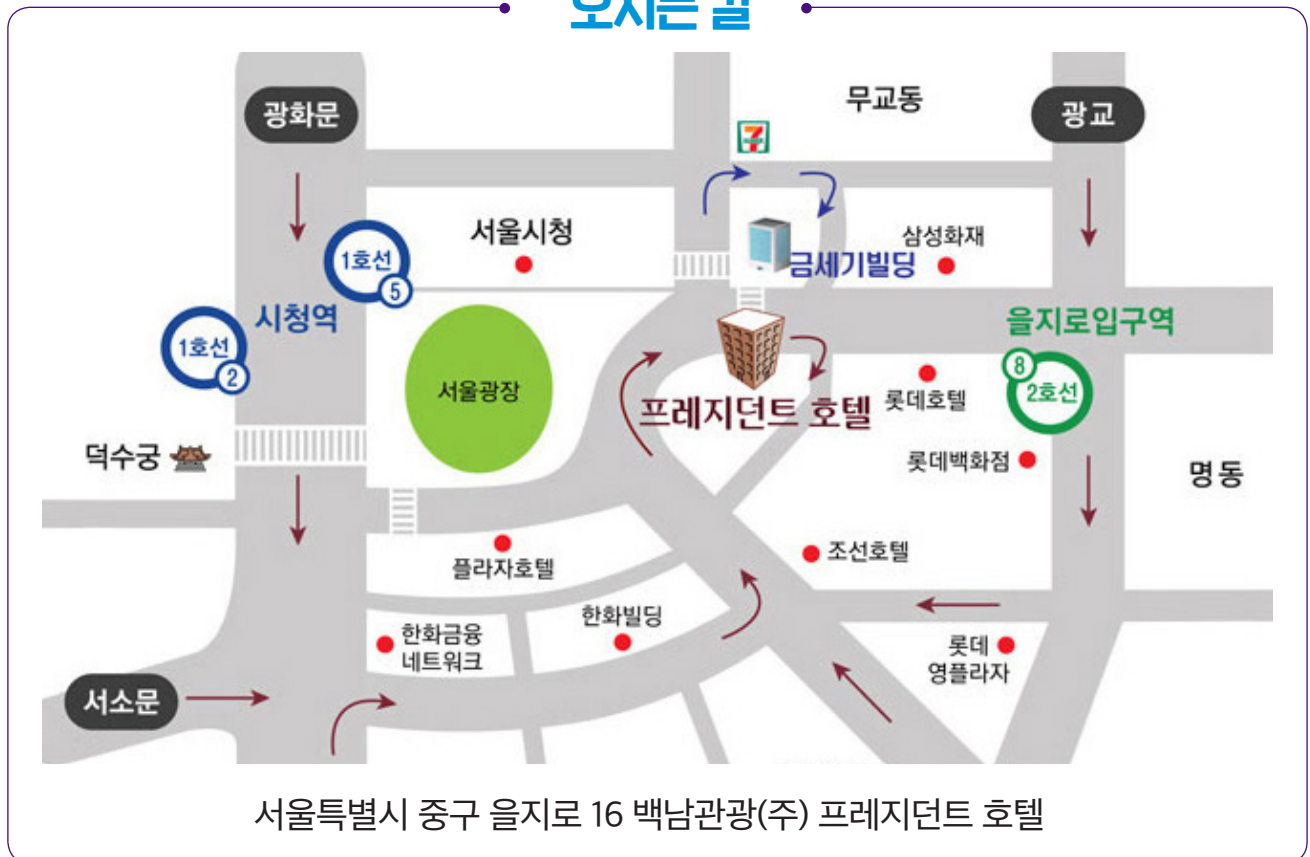 오시는 길
광화문
무교동
광교
7
서울시청
삼성화재
1호선
5
금세기빌딩
시청역
을지로입구역
1호선
2
8
2호선
서울광장
프레지던트 호텔
롯데호텔
덕수궁
롯데백화점
명동
플라자호텔
조선호텔
한화빌딩
한화금융
네트워크
롯데
영플라자
서소문
서울특별시 중구 을지로 16 백남관광(주) 프레지던트 호텔